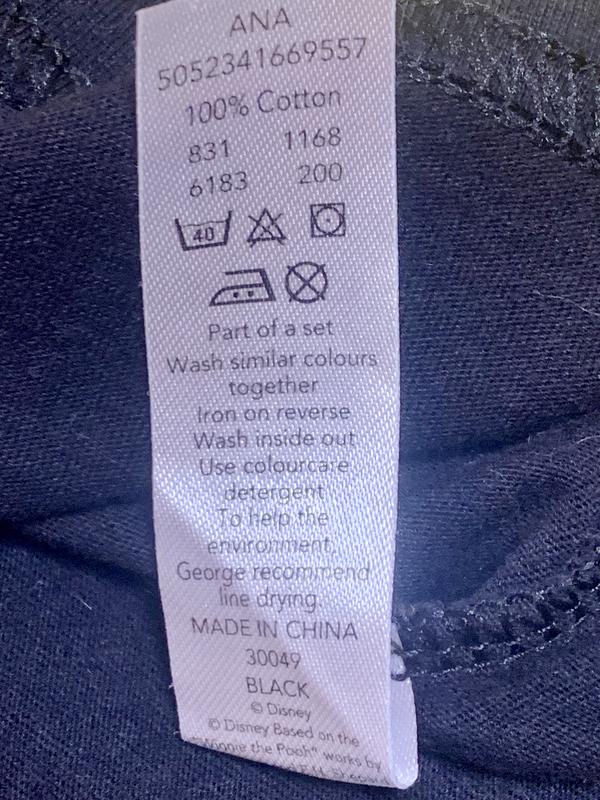 ANA
5052341669557
100% Cotton
831 1168
6183 200
40
Part of a set
Wash similar colours
together
Iron on reverse
Wash inside out
Use colourcare
detergent
To help the
environment,
George recommend
line drying.
MADE IN CHINA
30049
BLACK
© Disney
© Disney Based on the
"Winnie the Pooh" works by